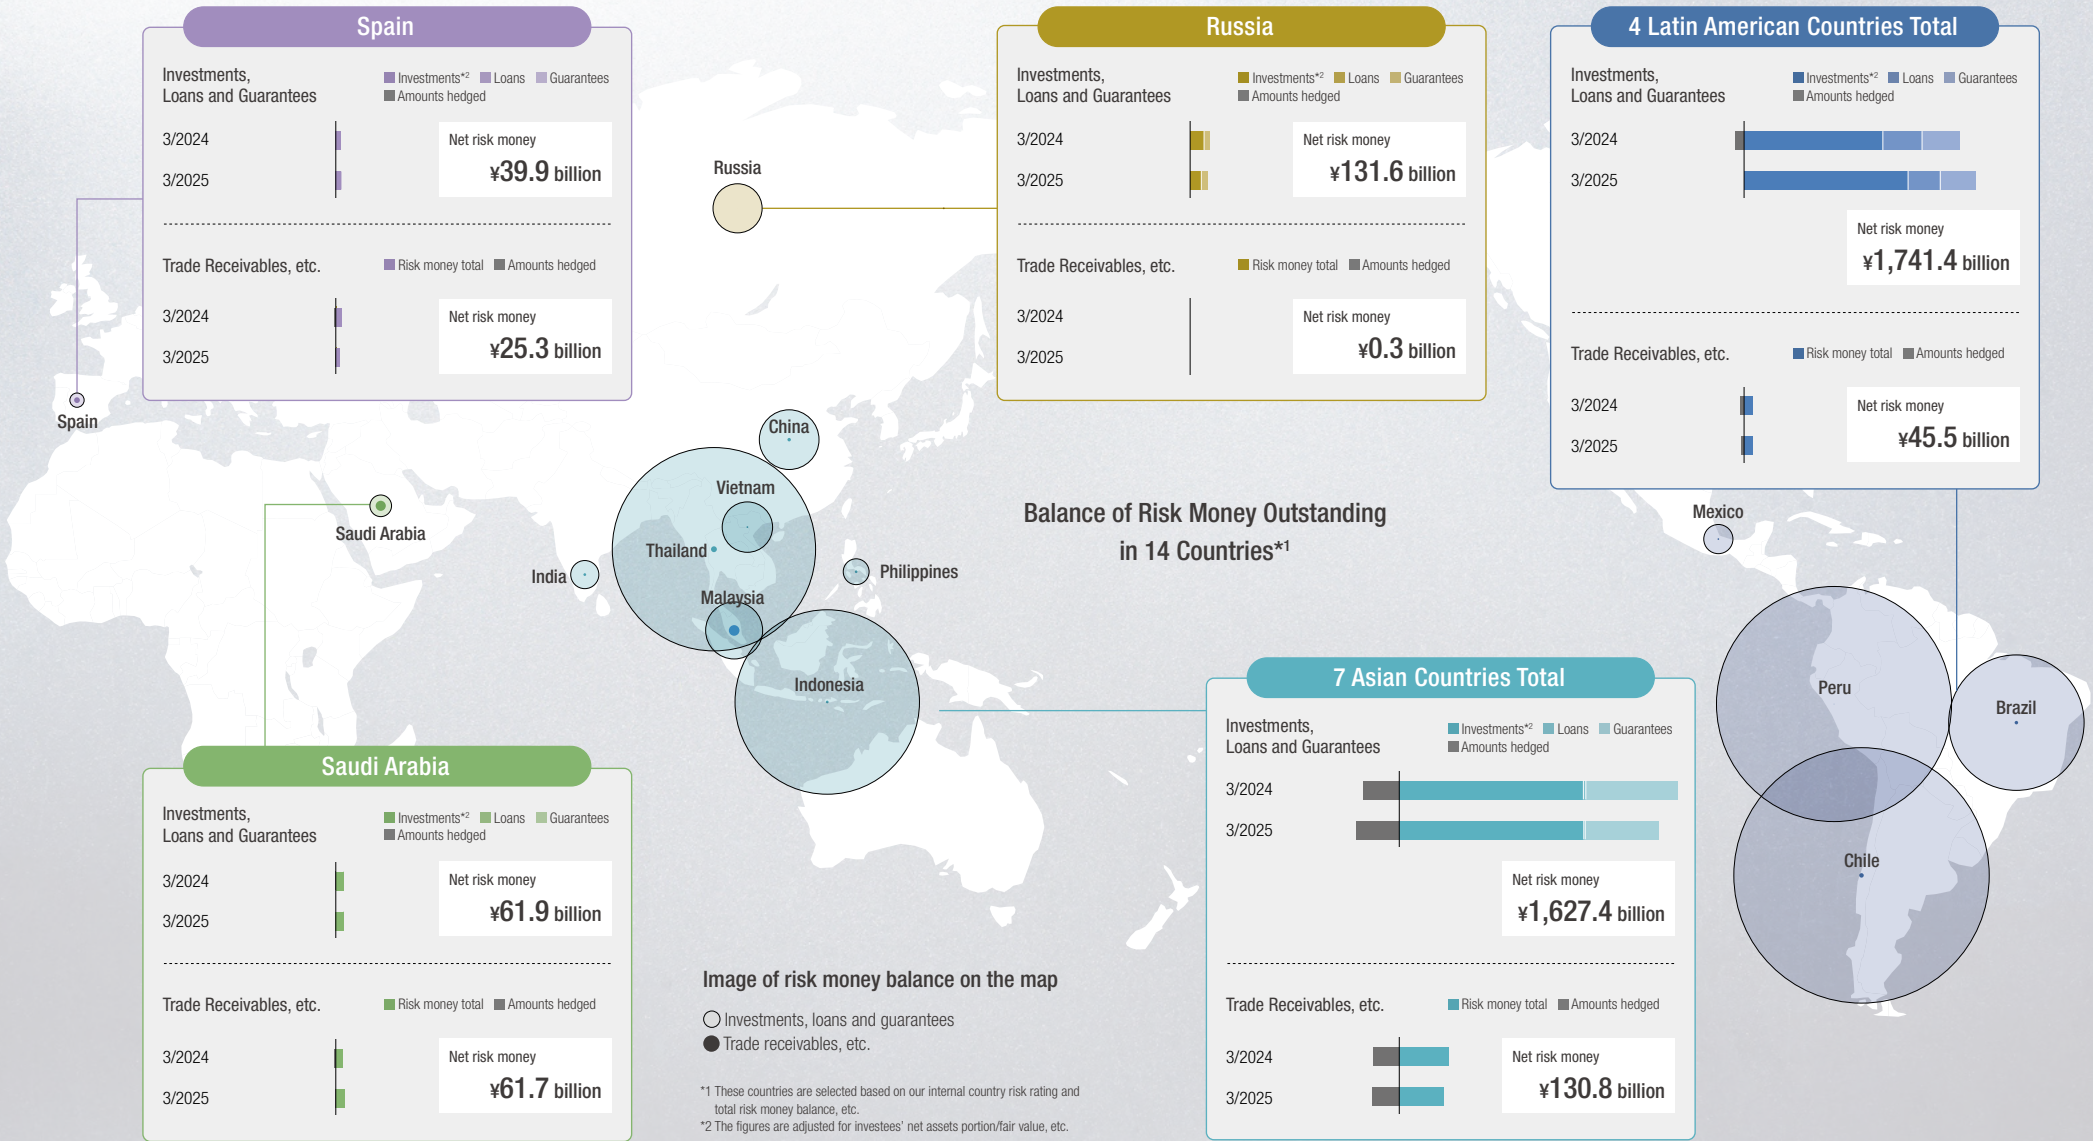 Spain
Investments,
Loans and Guarantees
Investments*2 Loans Guarantees
Amounts hedged
3/2024
3/2025
Net risk money
¥39.9 billion
Trade Receivables, etc.
Risk money total Amounts hedged
3/2024
3/2025
Net risk money
¥25.3 billion
Russia
Investments,
Loans and Guarantees
Investments*2 Loans Guarantees
Amounts hedged
3/2024
3/2025
Net risk money
¥131.6 billion
Trade Receivables, etc.
Risk money total Amounts hedged
3/2024
3/2025
Net risk money
¥0.3 billion
4 Latin American Countries Total
Investments,
Loans and Guarantees
Investments*2 Loans Guarantees
Amounts hedged
3/2024
3/2025
Net risk money
¥1,741.4 billion
Trade Receivables, etc.
Risk money total Amounts hedged
3/2024
3/2025
Net risk money
¥45.5 billion
Russia
Spain
China
Vietnam
Thailand
Saudi Arabia
India
Philippines
Malaysia
Indonesia
Balance of Risk Money Outstanding
in 14 Countries*1
Mexico
Peru
Brazil
Chile
Saudi Arabia
Investments,
Loans and Guarantees
Investments*2 Loans Guarantees
Amounts hedged
3/2024
3/2025
Net risk money
¥61.9 billion
Trade Receivables, etc.
Risk money total Amounts hedged
3/2024
3/2025
Net risk money
¥61.7 billion
7 Asian Countries Total
Investments,
Loans and Guarantees
Investments*2 Loans Guarantees
Amounts hedged
3/2024
3/2025
Net risk money
¥1,627.4 billion
Trade Receivables, etc.
Risk money total Amounts hedged
3/2024
3/2025
Net risk money
¥130.8 billion
Image of risk money balance on the map
Investments, loans and guarantees
Trade receivables, etc.
*1 These countries are selected based on our internal country risk rating and
total risk money balance, etc.
*2 The figures are adjusted for investees' net assets portion/fair value, etc.